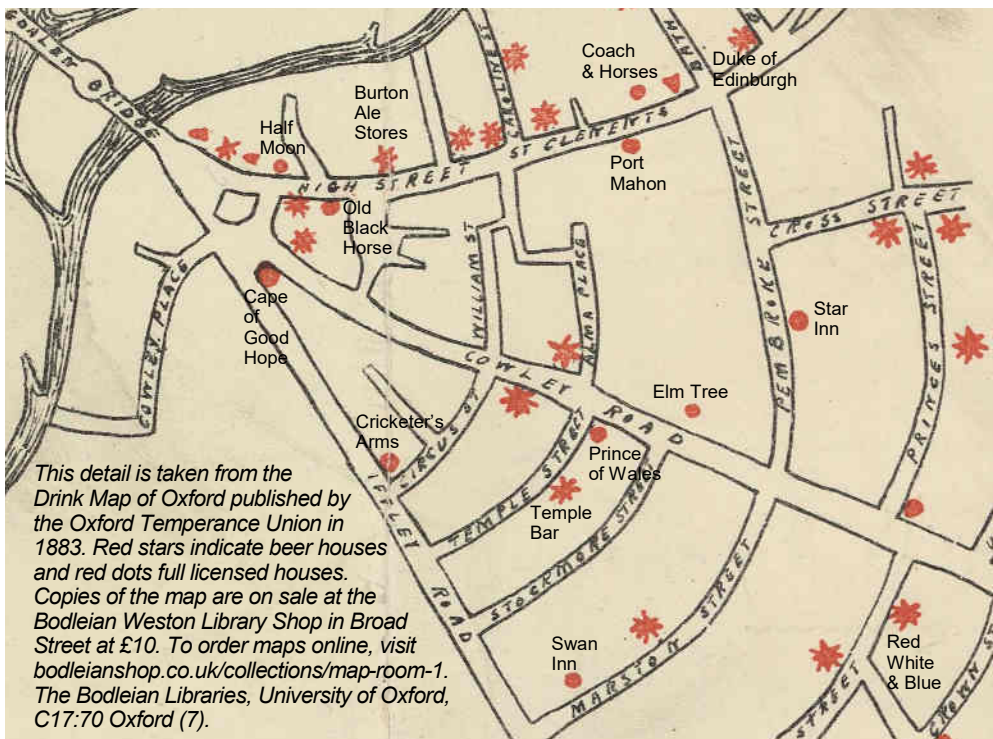 GDALEN BRIDGE
Half
Moon
Burton
Ale
Stores
CAROLINE
STE
Coach
& Horses
BATH
Duke of
Edinburgh
HIGH STREET
ST CLEMENTS
Port
Mahon
Old
Black
Horse
Cape
of
Good
Hope
COWLEY PLACE
WILLIAM ST
ALMA PLACE
PEMBROKE STREET
CROSS STREET
PRINCES STREET
Star
Inn
COWLEY ROAD
Elm Tree
Cricketer's
Arms
CIRCUS ST
IFFLEY ROAD
TEMPLE STREET
Prince
of Wales
Temple
Bar
STOCKMORE STREET
Swan
Inn
MARSTON STREET
STREET
Red
White
& Blue
CROWN ST
This detail is taken from the
Drink Map of Oxford published by
the Oxford Temperance Union in
1883. Red stars indicate beer houses
and red dots full licensed houses.
Copies of the map are on sale at the
Bodleian Weston Library Shop in Broad
Street at £10. To order maps online, visit
bodleianshop.co.uk/collections/map-room-1.
The Bodleian Libraries, University of Oxford,
C17:70 Oxford (7).